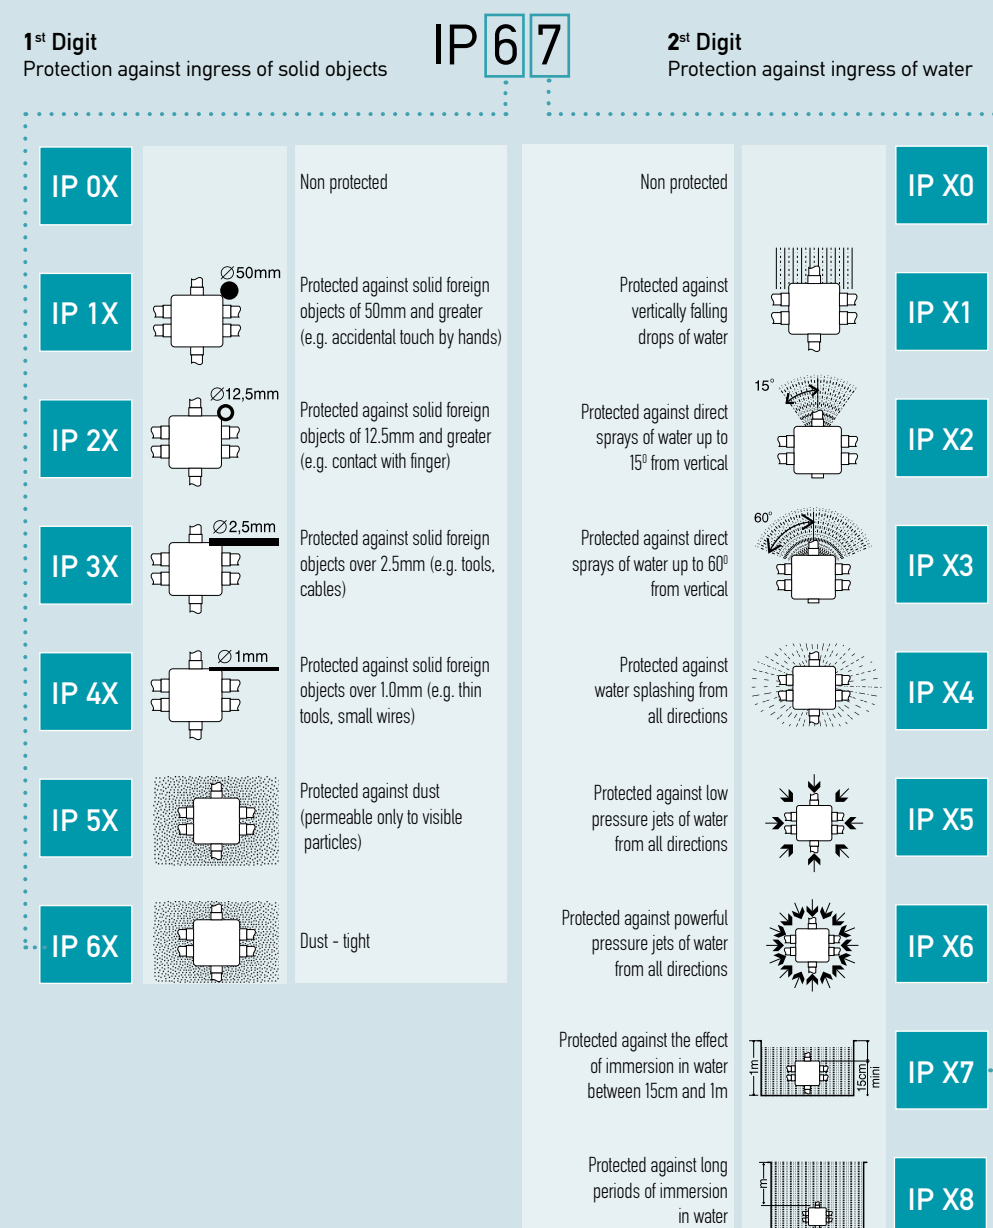 1st Digit
Protection against ingress of solid objects
IP 6 7
2st Digit
Protection against ingress of water
IP 0X
Non protected
IP 1X
Ø50mm
Protected against solid foreign
objects of 50mm and greater
(e.g. accidental touch by hands)
IP 2X
Ø12,5mm
Protected against solid foreign
objects of 12.5mm and greater
(e.g. contact with finger)
IP 3X
Ø2,5mm
Protected against solid foreign
objects over 2.5mm (e.g. tools,
cables)
IP 4X
Ø1mm
Protected against solid foreign
objects over 1.0mm (e.g. thin
tools, small wires)
IP 5X
Protected against dust
(permeable only to visible
particles)
IP 6X
Dust - tight
Non protected
IP X0
Protected against
vertically falling
drops of water
IP X1
Protected against direct
sprays of water up to
15⁰ from vertical
15°
IP X2
Protected against direct
sprays of water up to 60⁰
from vertical
60°
IP X3
Protected against
water splashing from
all directions
IP X4
Protected against low
pressure jets of water
from all directions
IP X5
Protected against powerful
pressure jets of water
from all directions
IP X6
Protected against the effect
of immersion in water
between 15cm and 1m
1m
15cm
mini
IP X7
Protected against long
periods of immersion
in water
m
IP X8